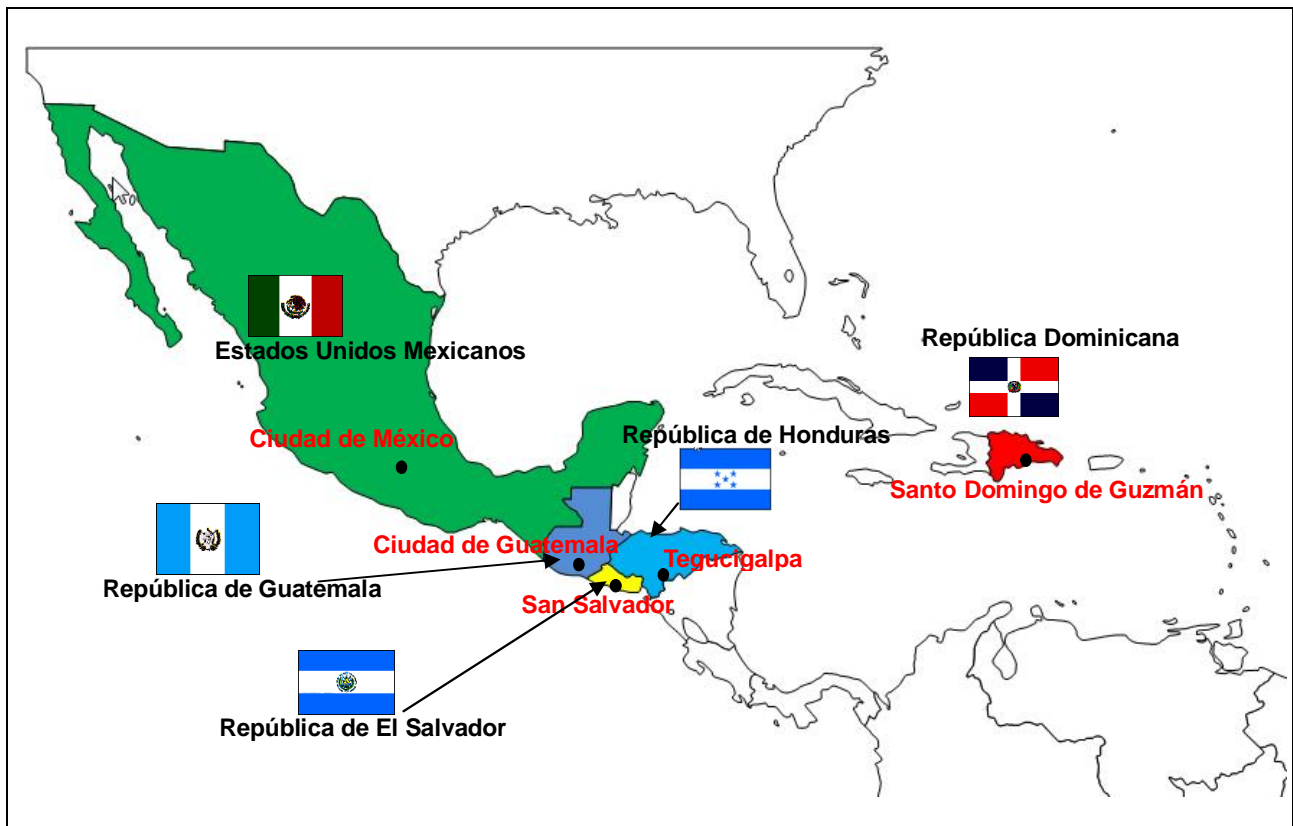 República Dominicana
Estados Unidos Mexicanos
República de Honduras
Ciudad de México
Santo Domingo de Guzmán
Ciudad de Guatemala
Tegucigalpa
República de Guatemala
San Salvador
República de El Salvador